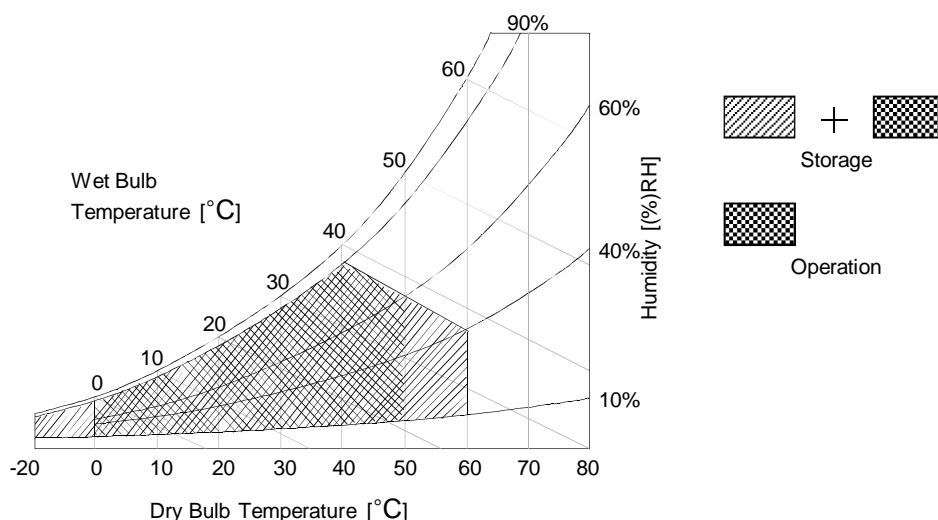 90%
60
60%
50
Wet Bulb
Temperature [°C]
40
40%
30
20
10
0
10%
Humidity [(%)RH]
-20 0 10 20 30 40 50 60 70 80
Dry Bulb Temperature [°C]
+
Storage
Operation